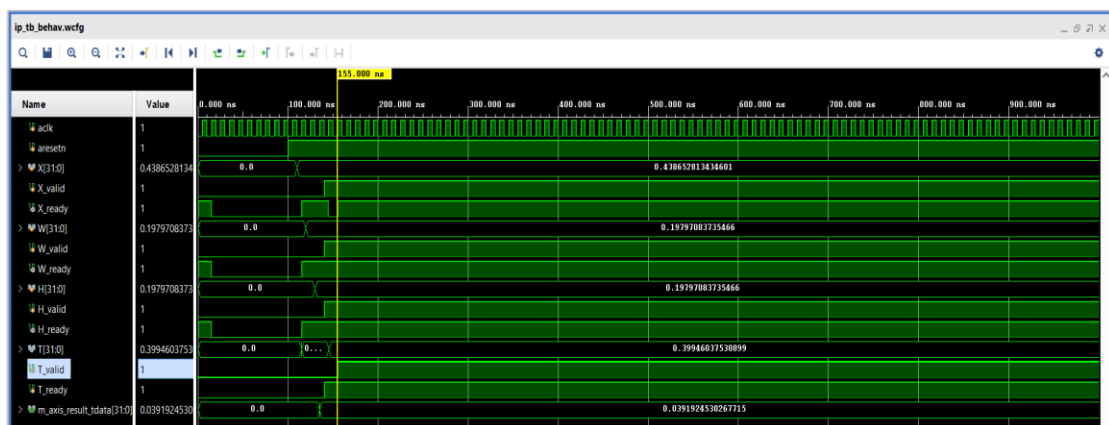 ip_tb_behav.wcfg
155.000 ns
Name Value 0.000 ns 100.000 ns 200.000 ns 300.000 ns 400.000 ns 500.000 ns 600.000 ns 700.000 ns 800.000 ns 900.000 ns
aclk 1
aresetn 1
X[31:0] 0.4386528134 0.0 0.438652813434601
X_valid 1
X_ready 1
W[31:0] 0.1979708373 0.0 0.19797083735466
W_valid 1
W_ready 1
H[31:0] 0.1979708373 0.0 0.19797083735466
H_valid 1
H_ready 1
T[31:0] 0.3994603753 0.0 0... 0.39946037530899
T_valid 1
T_ready 1
m_axis_result_tdata[31:0] 0.0391924530 0.0 0.0391924530267715